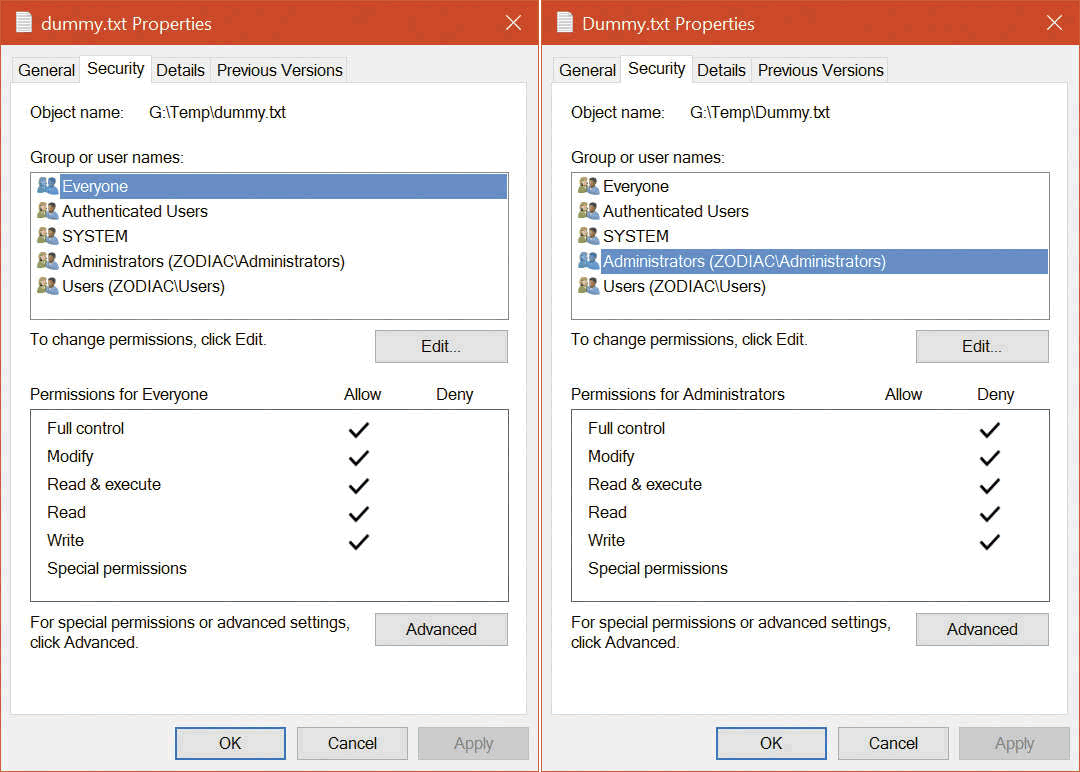 dummy.txt Properties
General Security Details Previous Versions
Object name: G:\Temp\dummy.txt
Group or user names:
Everyone
Authenticated Users
SYSTEM
Administrators (ZODIAC\Administrators)
Users (ZODIAC\Users)
To change permissions, click Edit.
Edit...
Permissions for Everyone Allow Deny
Full control
Modify
Read & execute
Read
Write
Special permissions
For special permissions or advanced settings,
click Advanced.
Advanced
OK Cancel Apply
Dummy.txt Properties
General Security Details Previous Versions
Object name: G:\Temp\Dummy.txt
Group or user names:
Everyone
Authenticated Users
SYSTEM
Administrators (ZODIAC\Administrators)
Users (ZODIAC\Users)
To change permissions, click Edit.
Edit...
Permissions for Administrators Allow Deny
Full control
Modify
Read & execute
Read
Write
Special permissions
For special permissions or advanced settings,
click Advanced.
Advanced
OK Cancel Apply